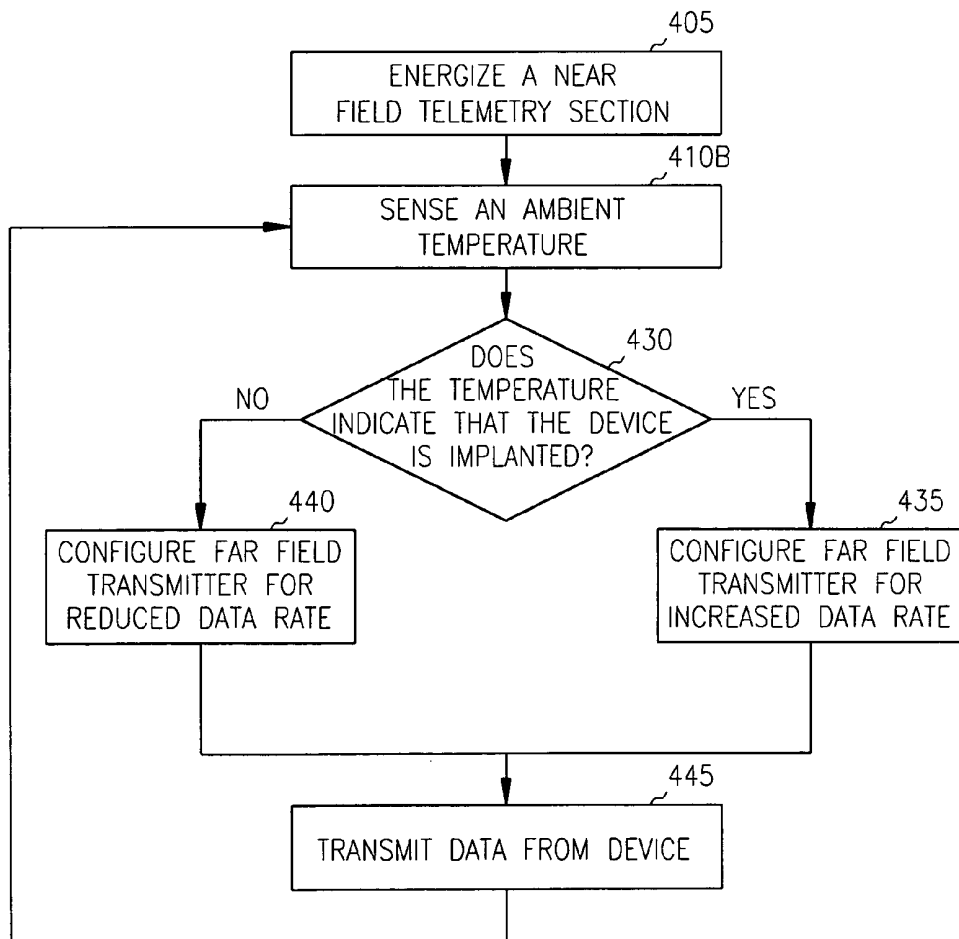 405
ENERGIZE A NEAR
FIELD TELEMETRY SECTION
410B
SENSE AN AMBIENT
TEMPERATURE
430
DOES
THE TEMPERATURE
INDICATE THAT THE DEVICE
IS IMPLANTED?
NO
YES
440
CONFIGURE FAR FIELD
TRANSMITTER FOR
REDUCED DATA RATE
435
CONFIGURE FAR FIELD
TRANSMITTER FOR
INCREASED DATA RATE
445
TRANSMIT DATA FROM DEVICE